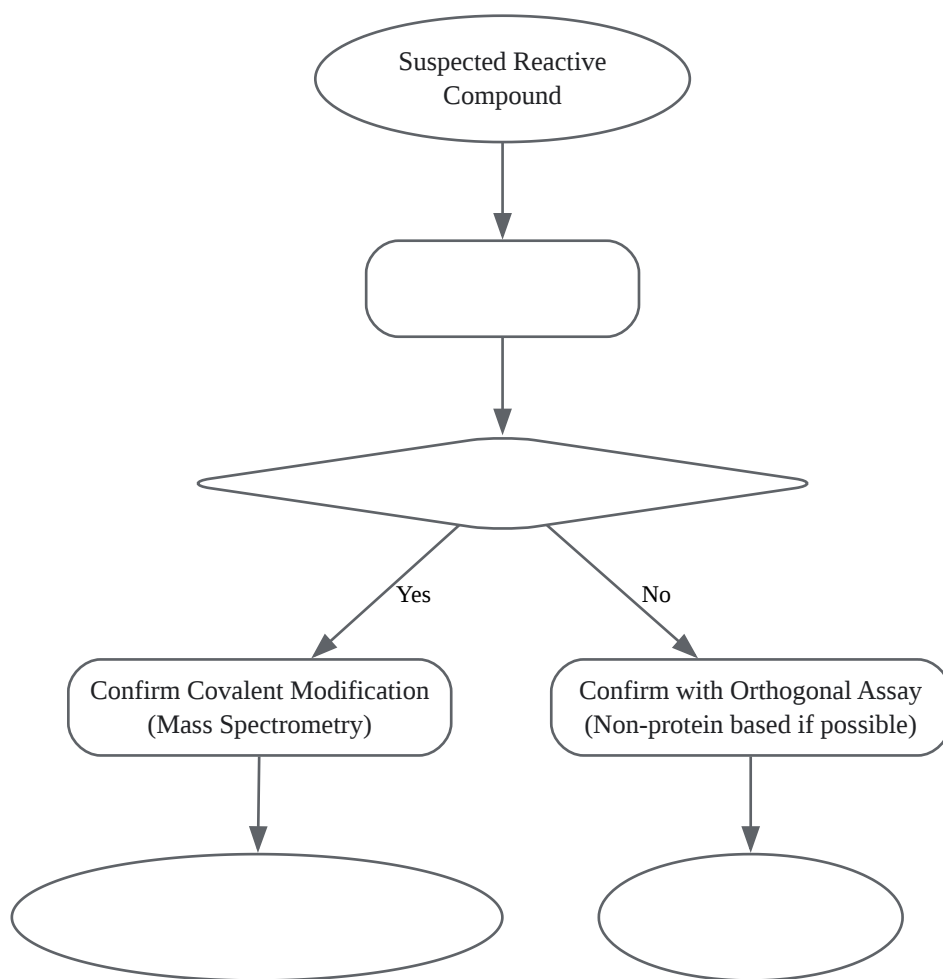 Suspected Reactive
Compound
Yes
No
Confirm Covalent Modification
(Mass Spectrometry)
Confirm with Orthogonal Assay
(Non-protein based if possible)